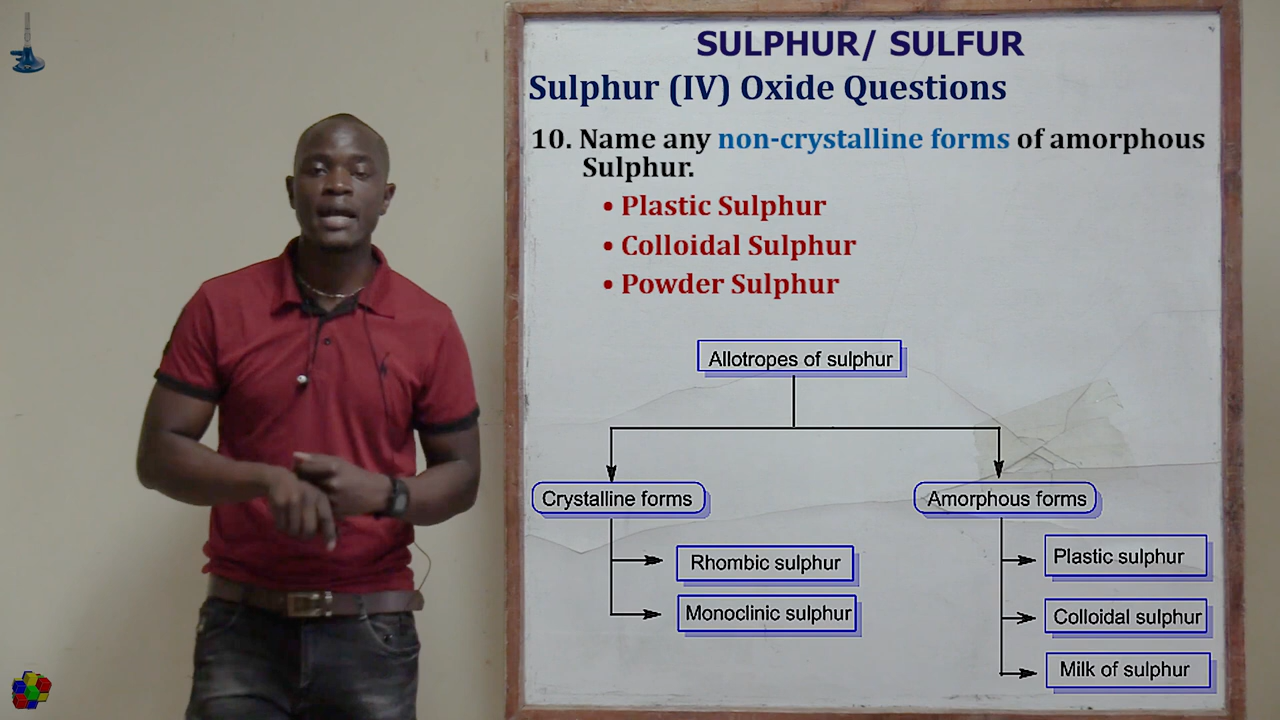 SULPHUR/ SULFUR
Sulphur (IV) Oxide Questions
10. Name any non-crystalline forms of amorphous
Sulphur.
• Plastic Sulphur
• Colloidal Sulphur
• Powder Sulphur
Allotropes of sulphur
Crystalline forms
Amorphous forms
Rhombic sulphur
Monoclinic sulphur
Plastic sulphur
Colloidal sulphur
Milk of sulphur